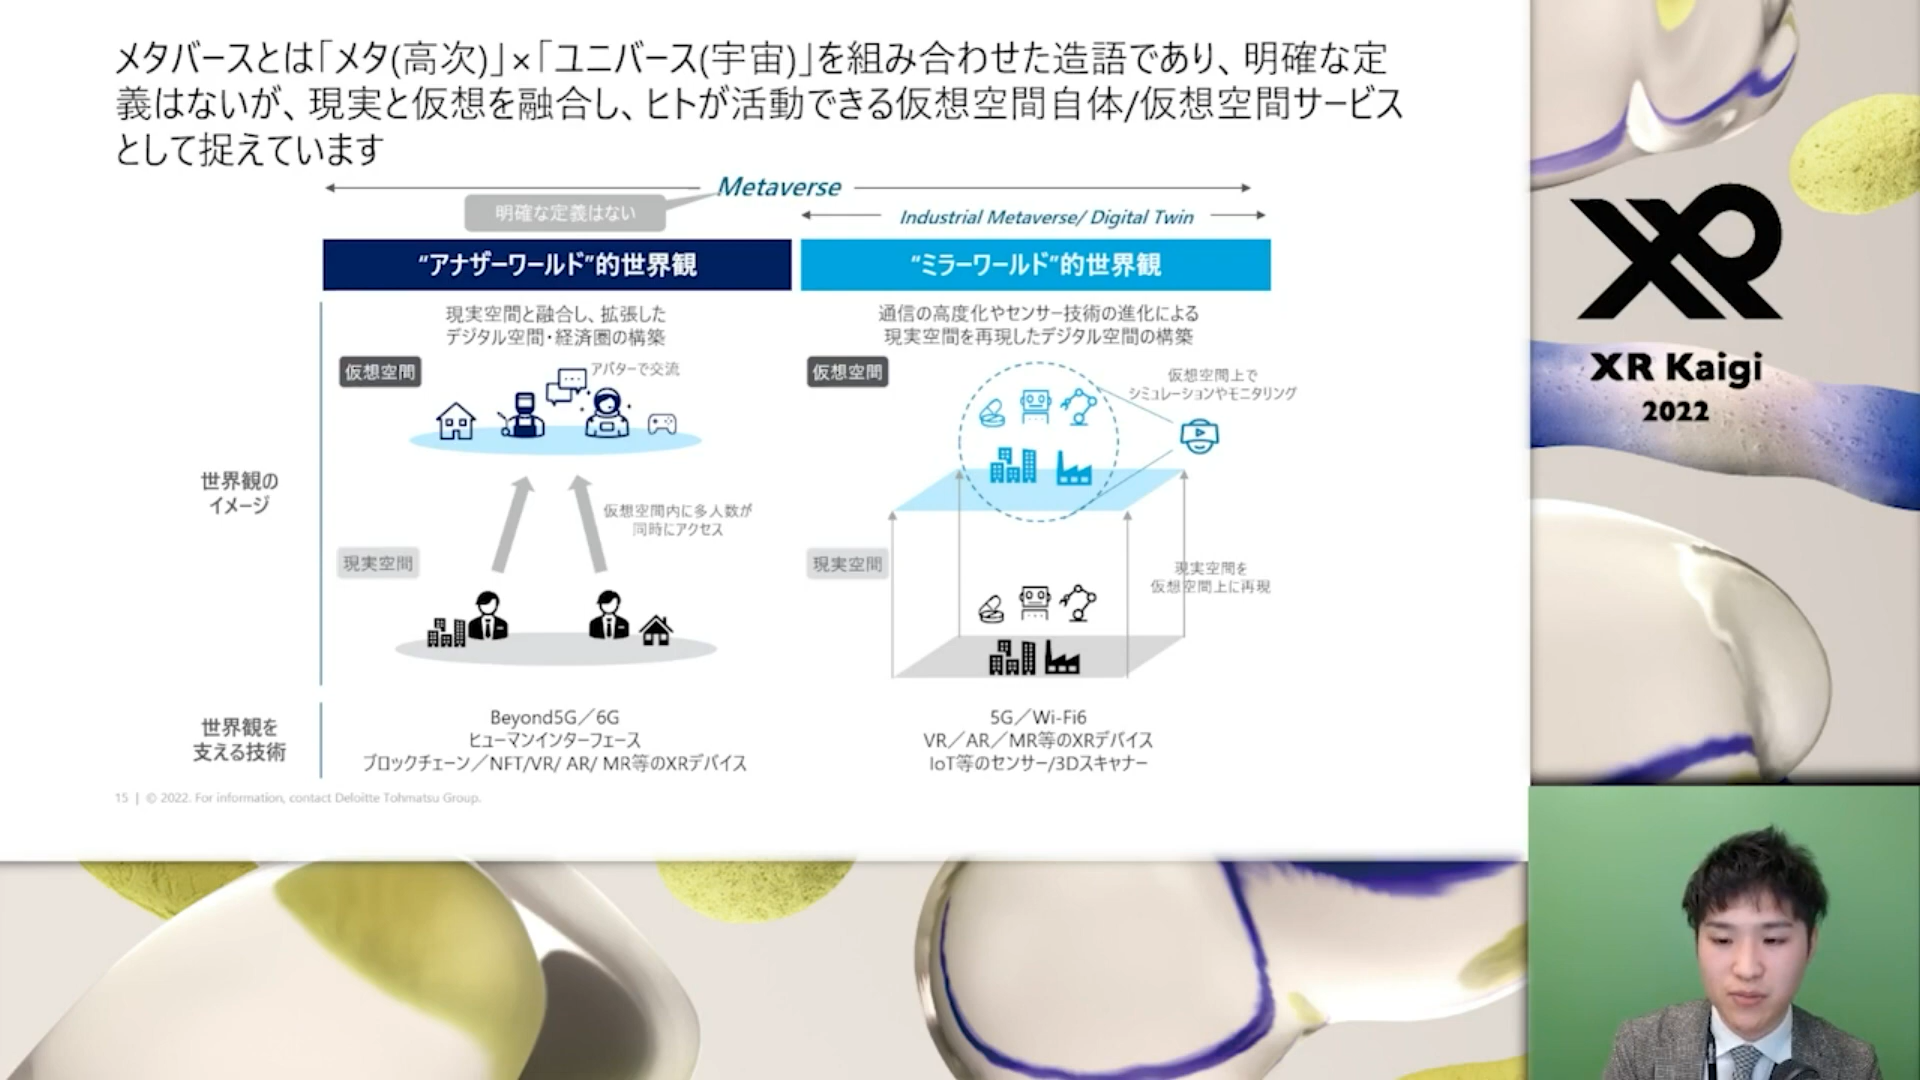 メタバースとは「メタ(高次)」×「ユニバース(宇宙)」を組み合わせた造語であり、明確な定
義はないが、現実と仮想を融合し、ヒトが活動できる仮想空間自体/仮想空間サービス
として捉えています
Metaverse
明確な定義はない
Industrial Metaverse/ Digital Twin
“アナザーワールド”的世界観
“ミラーワールド”的世界観
現実空間と融合し、拡張した
デジタル空間・経済圏の構築
通信の高度化やセンサー技術の進化による
現実空間を再現したデジタル空間の構築
仮想空間
アバターで交流
仮想空間
仮想空間上で
シミュレーションやモニタリング
世界観の
イメージ
仮想空間内に多人数が
同時にアクセス
現実空間
現実空間
現実空間を
仮想空間上に再現
世界観を
支える技術
Beyond5G／6G
ヒューマンインターフェース
ブロックチェーン／NFT/VR/ AR/ MR等のXRデバイス
5G／Wi-Fi6
VR／AR／MR等のXRデバイス
IoT等のセンサー/3Dスキャナー
15 | © 2022. For information, contact Deloitte Tohmatsu Group.
XR
XR Kaigi
2022